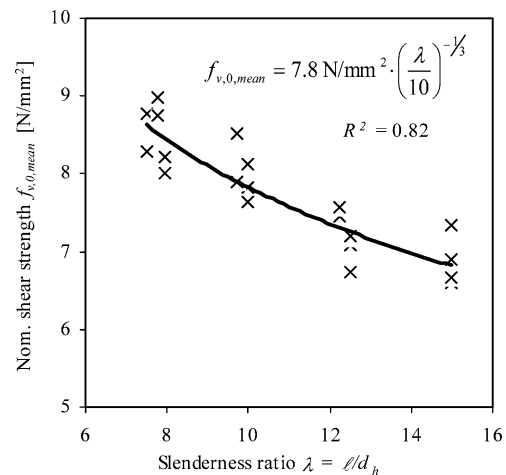 10
9
8
7
6
5
Nom. shear strength f_{v,0,mean} [N/mm²]
f_{v,0,mean} = 7.8 N/mm² · (λ/10)^{-1/3}
R² = 0.82
6 8 10 12 14 16
Slenderness ratio λ = ℓ/d_h